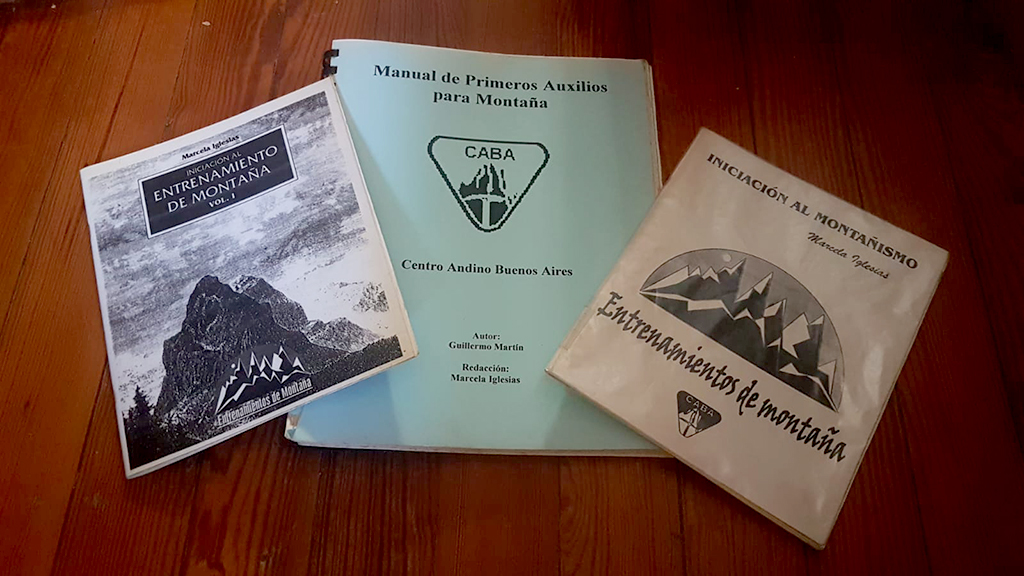 Marcela Iglesias
INICIACIÓN AL
ENTRENAMIENTO
DE MONTAÑA
VOL. I
Entrenamientos de Montaña
Manual de Primeros Auxilios
para Montaña
CABA
Centro Andino Buenos Aires
Autor:
Guillermo Martin
Redacción:
Marcela Iglesias
INICIACIÓN AL MONTAÑISMO
Marcela Iglesias
Entrenamientos de montaña
CABA